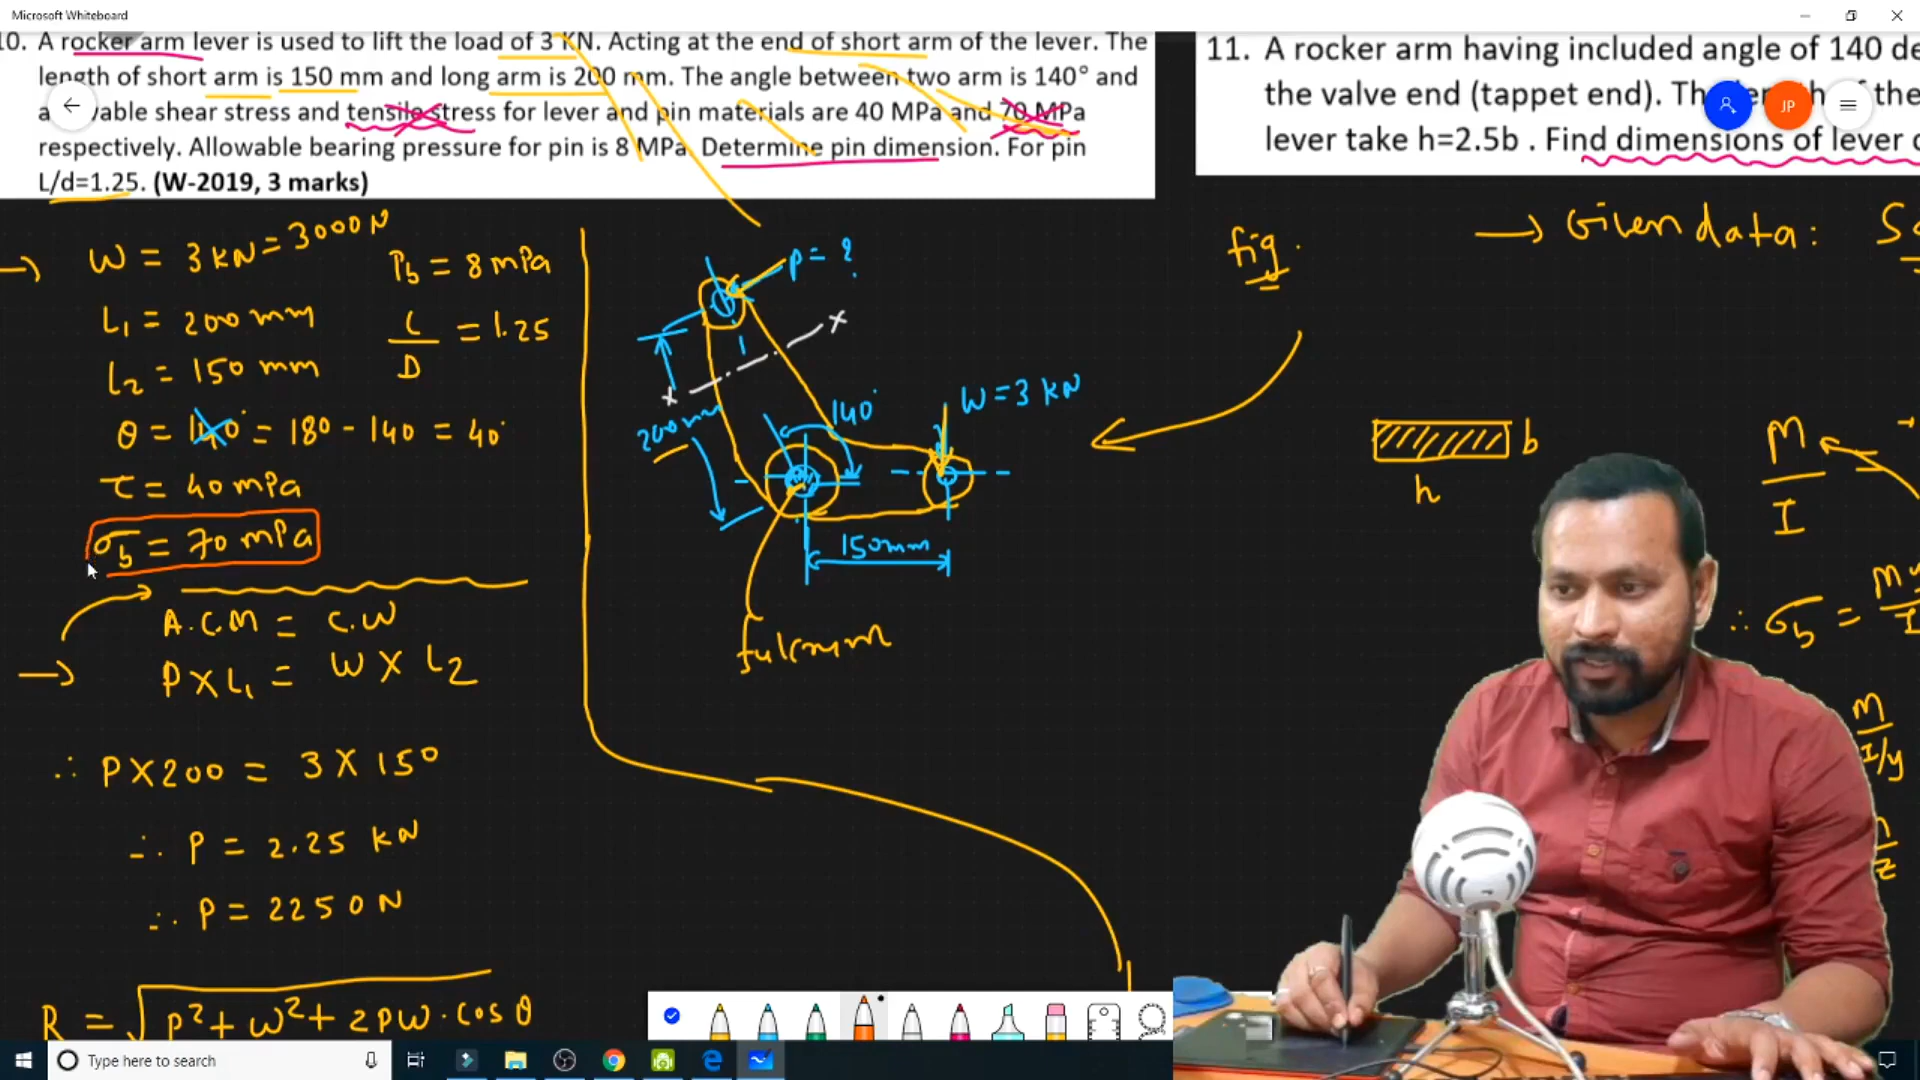 Microsoft Whiteboard
10. A rocker arm lever is used to lift the load of 3 KN. Acting at the end of short arm of the lever. The
length of short arm is 150 mm and long arm is 200 mm. The angle between two arm is 140° and
shear stress and tensile stress for lever and pin materials are 40 MPa and 70 MPa
respectively. Allowable bearing pressure for pin is 8 MPa. Determine pin dimension. For pin
L/d=1.25. (W-2019, 3 marks)
11. A rocker arm having included angle of 140 de
the valve end (tappet end). the
lever take h=2.5b . Find dimensions of lever
JP
→ W = 3 kN = 3000 N
L1 = 200 mm
L2 = 150 mm
θ = 140° = 180 - 140 = 40°
τ = 40 mPa
σb = 70 mPa
Pb = 8 mPa
L/D = 1.25
A.C.M = C.W
→ P X L1 = W X L2
∴ P X 200 = 3 X 150
∴ P = 2.25 kN
∴ P = 2250 N
R = √P²+W²+2PW·cos θ
P = ?
X
X
200mm
140°
W = 3 kN
150mm
fulcrum
fig.
→ Given data:
b
h
M
I
∴ σb =
M
I/y
Type here to search